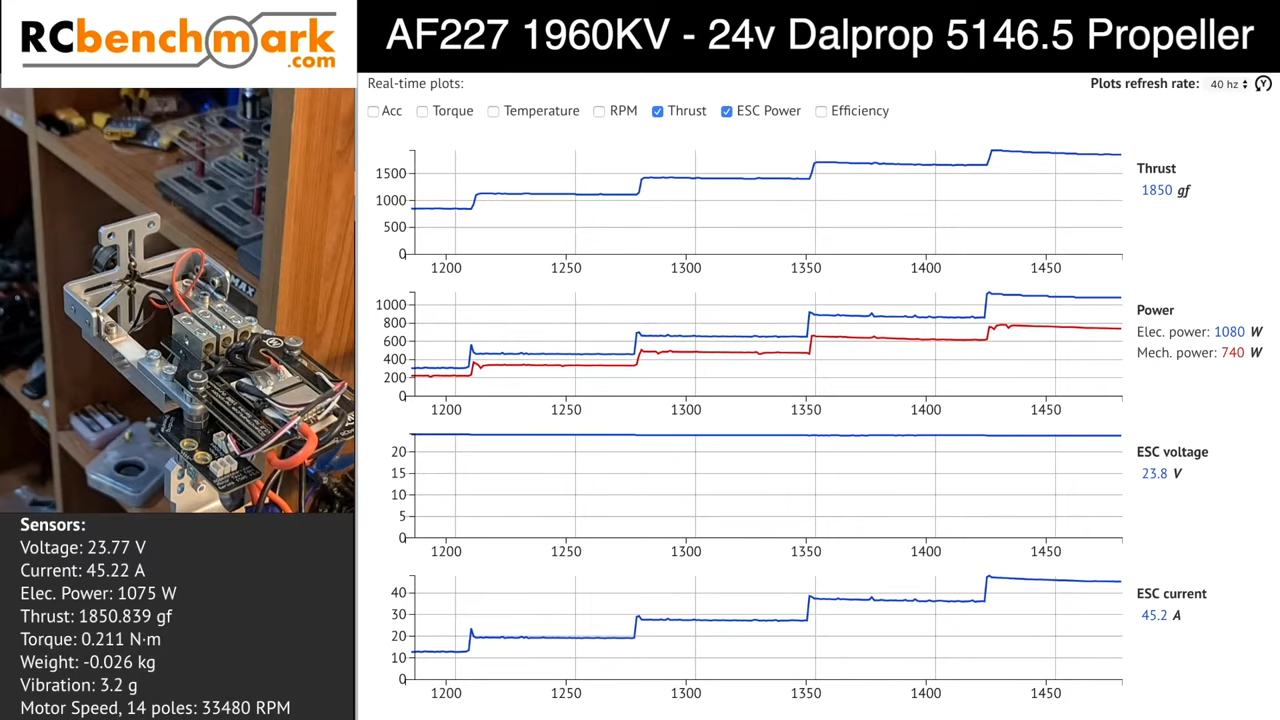 RCbenchmark
.com
AF227 1960KV - 24v Dalprop 5146.5 Propeller
Real-time plots:
Plots refresh rate: 40 hz
Acc Torque Temperature RPM Thrust ESC Power Efficiency
1500
1000
500
0
1200 1250 1300 1350 1400 1450
Thrust
1850 gf
1000
800
600
400
200
0
1200 1250 1300 1350 1400 1450
Power
Elec. power: 1080 W
Mech. power: 740 W
20
15
10
5
0
1200 1250 1300 1350 1400 1450
ESC voltage
23.8 V
40
30
20
10
0
1200 1250 1300 1350 1400 1450
ESC current
45.2 A
Sensors:
Voltage: 23.77 V
Current: 45.22 A
Elec. Power: 1075 W
Thrust: 1850.839 gf
Torque: 0.211 N·m
Weight: -0.026 kg
Vibration: 3.2 g
Motor Speed, 14 poles: 33480 RPM